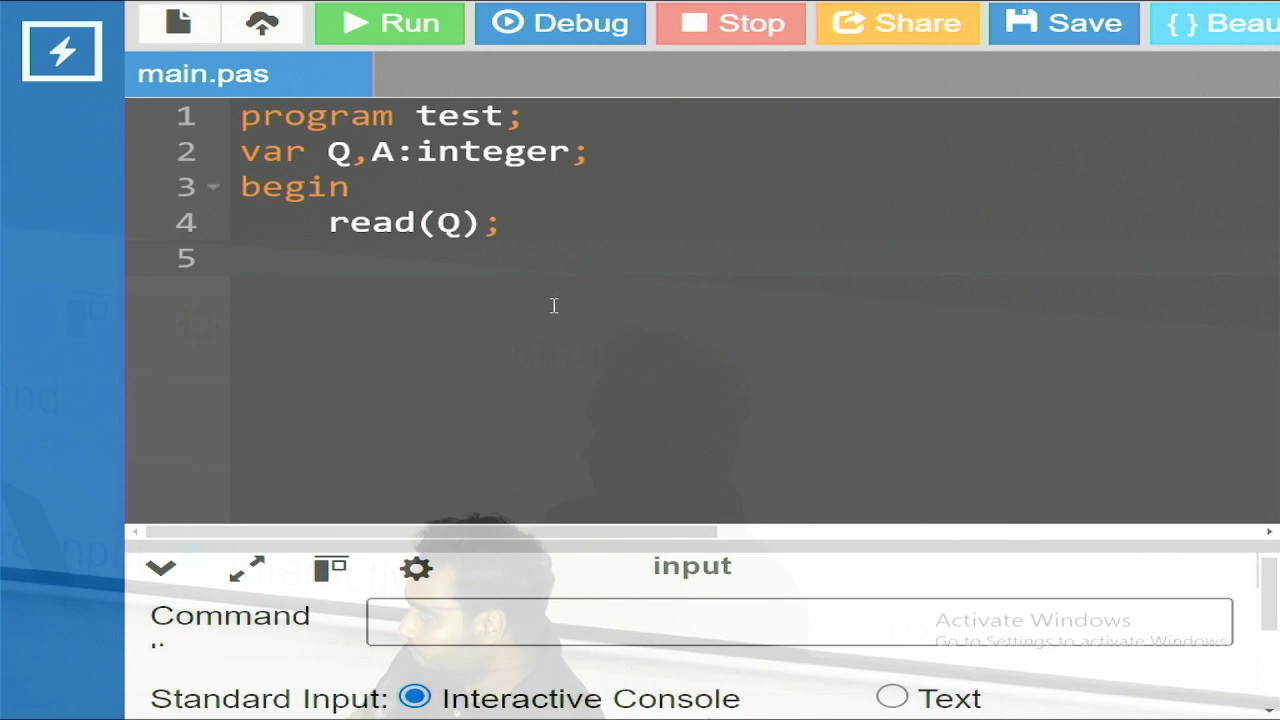 Run Debug Stop Share Save { } Beau
main.pas
1 program test;
2 var Q,A:integer;
3 begin
4 read(Q);
5
input
Command
Activate Windows
Go to Settings to activate Windows.
Standard Input: Interactive Console Text